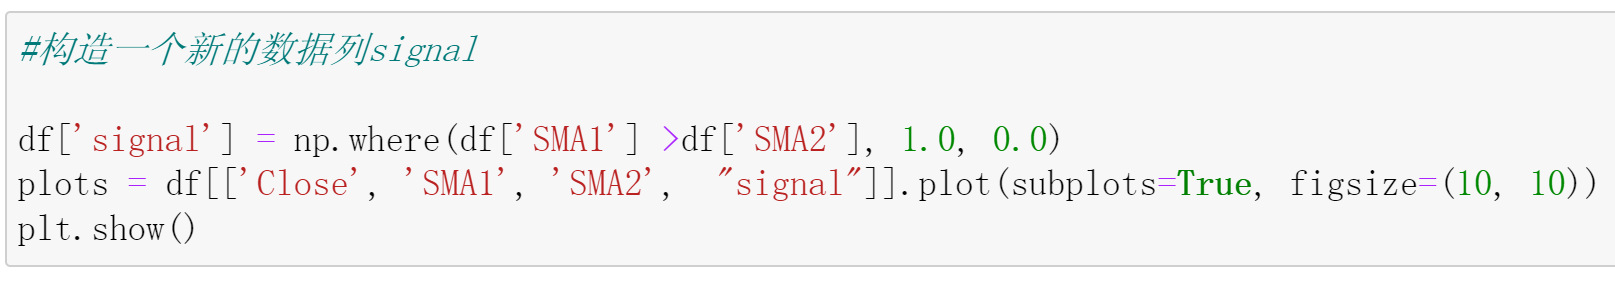 #构造一个新的数据列signal
df['signal'] = np.where(df['SMA1'] >df['SMA2'], 1.0, 0.0)
plots = df[['Close', 'SMA1', 'SMA2',  "signal"]].plot(subplots=True, figsize=(10, 10))
plt.show()